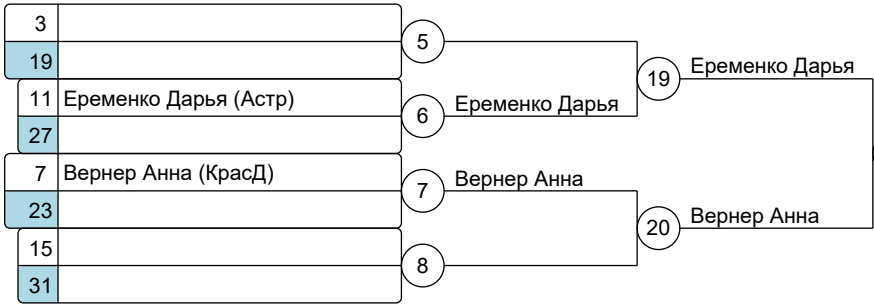 3
5
19
19
Еременко Дарья
11 Еременко Дарья (Астр)
6
Еременко Дарья
27
7 Вернер Анна (КрасД)
7
Вернер Анна
23
20
Вернер Анна
15
8
31